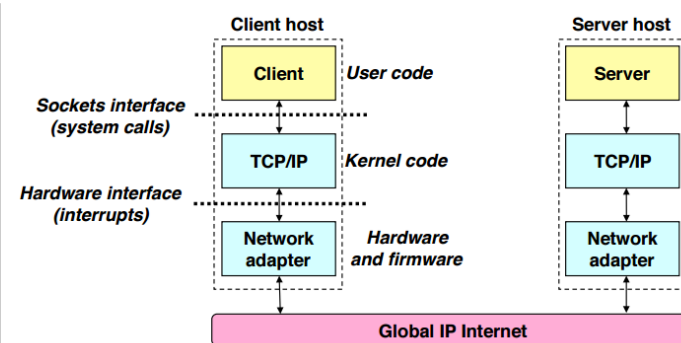 Client host
Server host
Client
User code
Server
Sockets interface
(system calls)
TCP/IP
Kernel code
TCP/IP
Hardware interface
(interrupts)
Network
adapter
Hardware
and firmware
Network
adapter
Global IP Internet